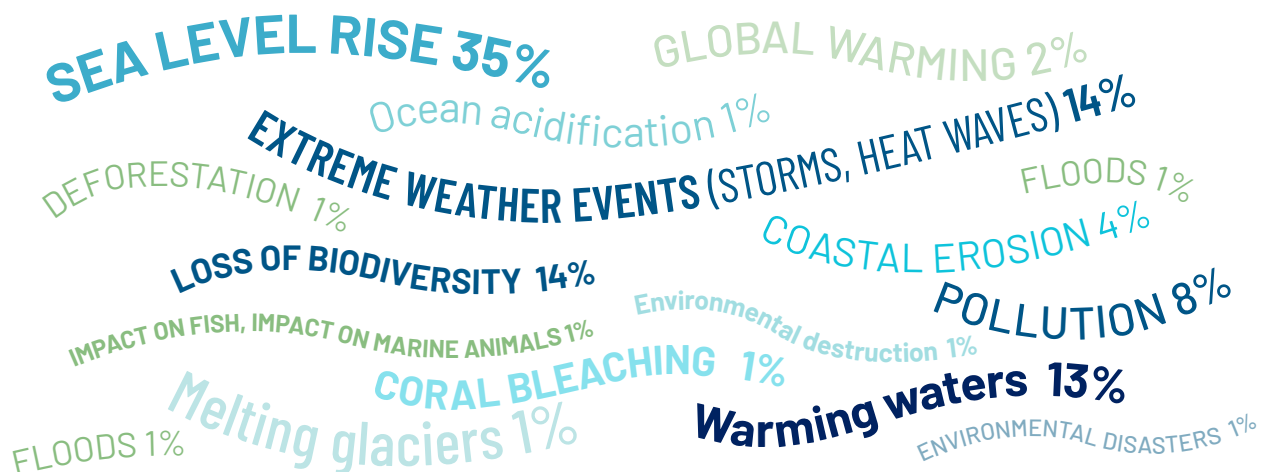 SEA LEVEL RISE 35%
GLOBAL WARMING 2%
Ocean acidification 1%
EXTREME WEATHER EVENTS (STORMS, HEAT WAVES) 14%
DEFORESTATION 1%
FLOODS 1%
COASTAL EROSION 4%
LOSS OF BIODIVERSITY 14%
POLLUTION 8%
Environmental destruction 1%
IMPACT ON FISH, IMPACT ON MARINE ANIMALS 1%
CORAL BLEACHING 1%
Warming waters 13%
Melting glaciers 1%
ENVIRONMENTAL DISASTERS 1%
FLOODS 1%